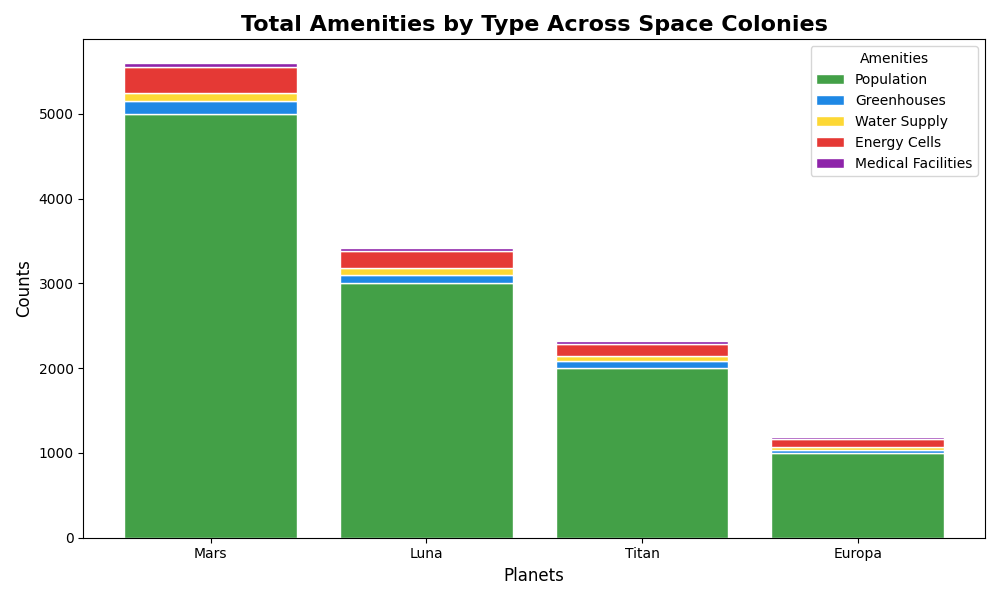 Total Amenities by Type Across Space Colonies
Amenities
Population
Greenhouses
Water Supply
Energy Cells
Medical Facilities
Counts
5000
4000
3000
2000
1000
0
Mars Luna Titan Europa
Planets